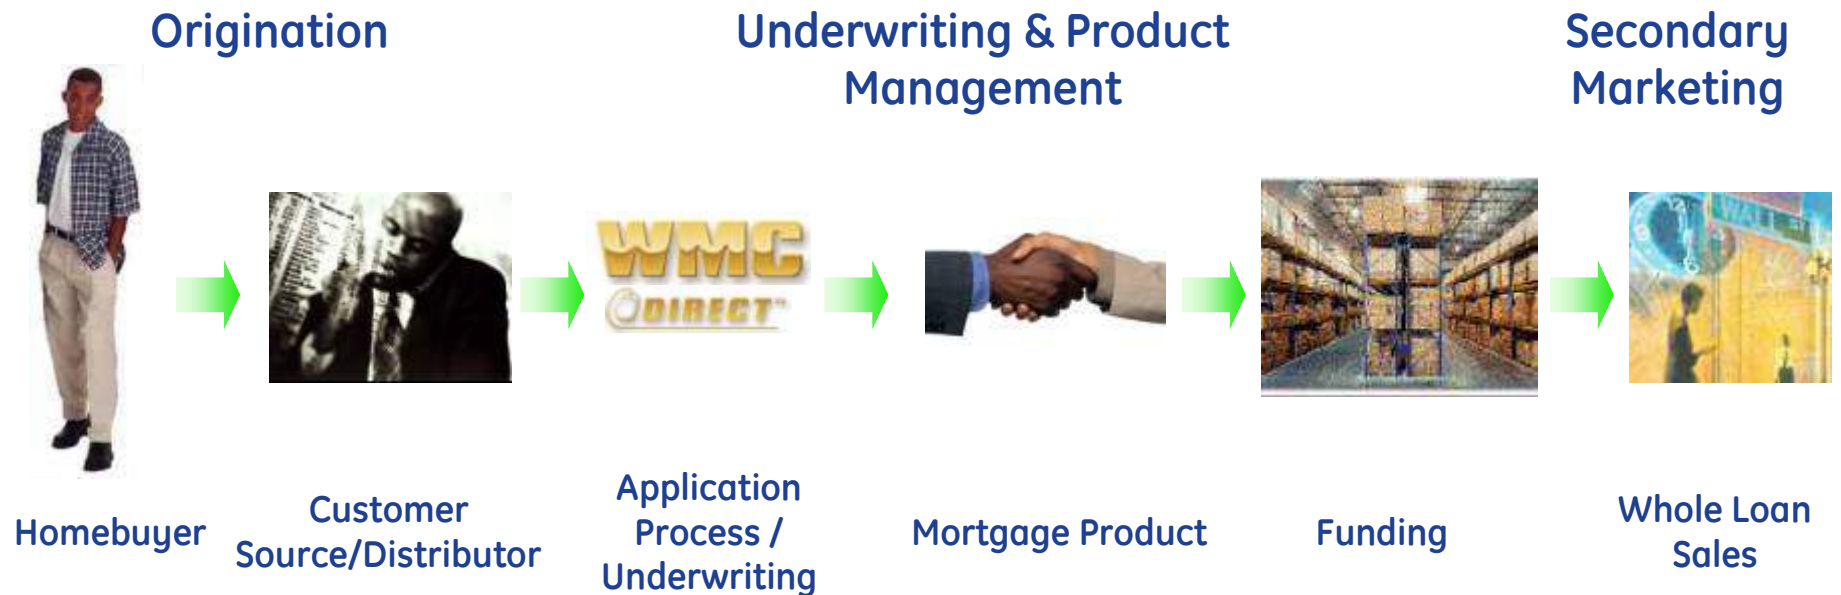 Origination
Underwriting & Product
Management
Secondary
Marketing
WMC
DIRECT™
Homebuyer
Customer
Source/Distributor
Application
Process /
Underwriting
Mortgage Product
Funding
Whole Loan
Sales